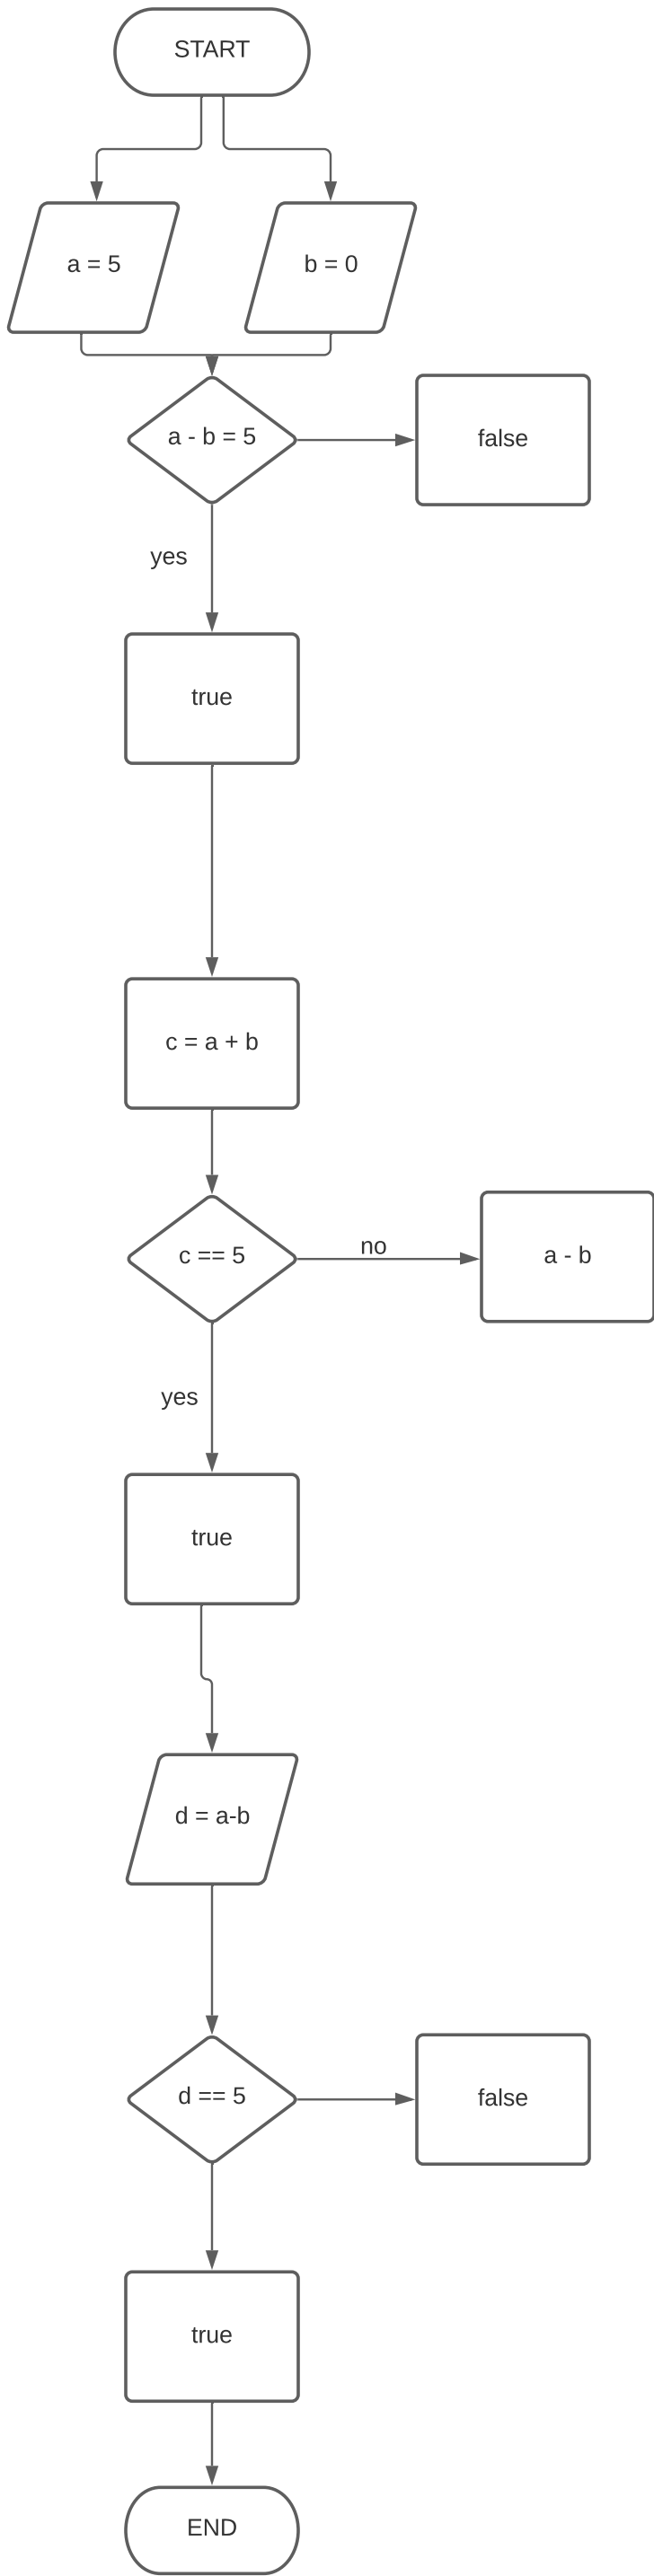 START
a = 5
b = 0
a - b = 5
false
yes
true
c = a + b
c == 5
no
a - b
yes
true
d = a-b
d == 5
false
true
END